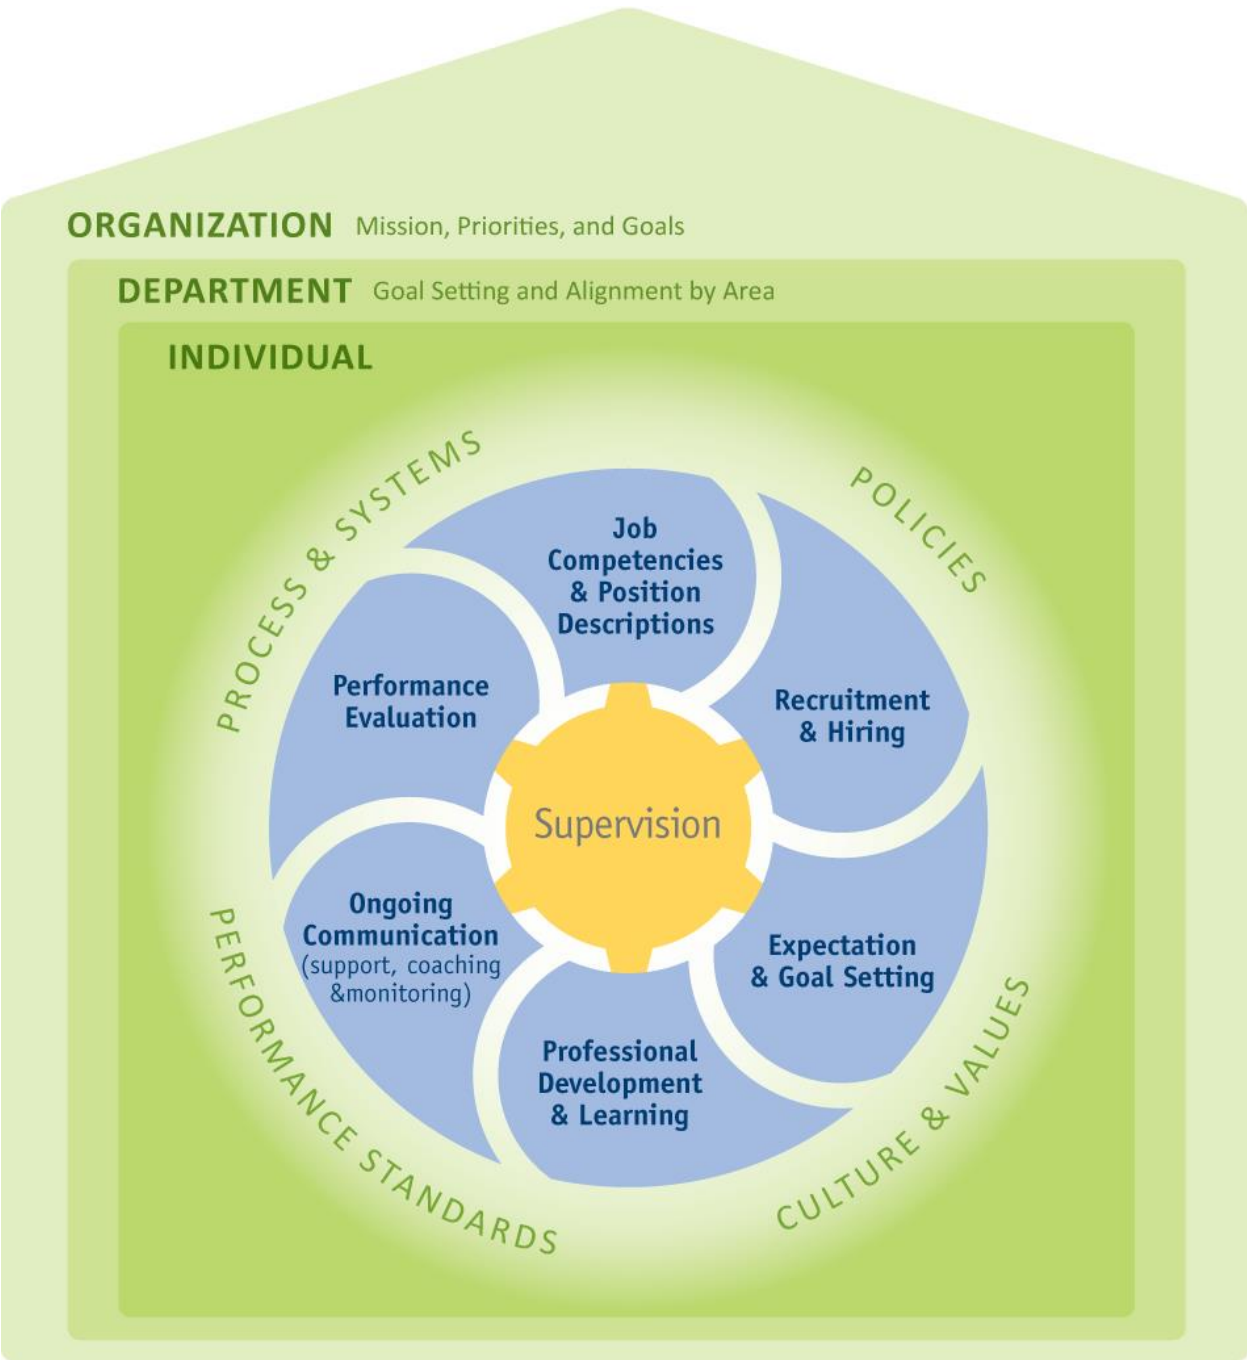 ORGANIZATION Mission, Priorities, and Goals
DEPARTMENT Goal Setting and Alignment by Area
INDIVIDUAL
PROCESS & SYSTEMS
POLICIES
Job
Competencies
& Position
Descriptions
Performance
Evaluation
Recruitment
& Hiring
Supervision
Ongoing
Communication
(support, coaching
&monitoring)
Expectation
& Goal Setting
Professional
Development
& Learning
PERFORMANCE STANDARDS
CULTURE & VALUES